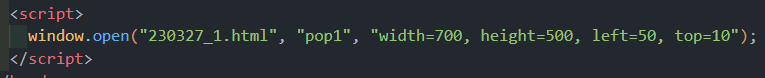 <script>
window.open("230327_1.html", "pop1", "width=700, height=500, left=50, top=10");
</script>